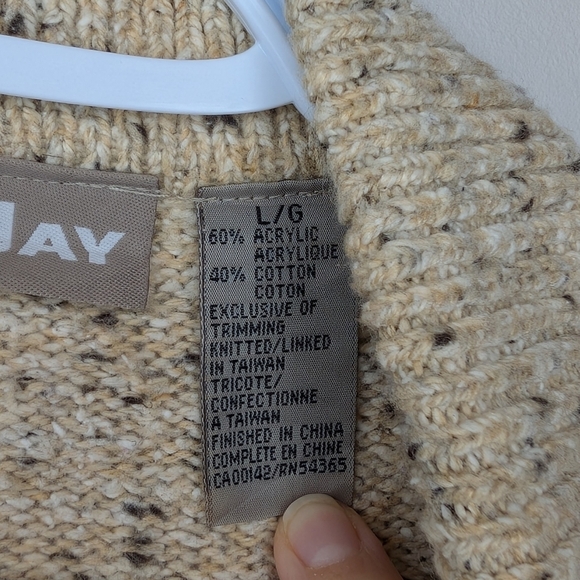 JAY
L/G
60% ACRYLIC
ACRYLIQUE
40% COTTON
COTON
EXCLUSIVE OF
TRIMMING
KNITTED/LINKED
IN TAIWAN
TRICOTE/
CONFECTIONNE
A TAIWAN
FINISHED IN CHINA
COMPLETE EN CHINE
CA00142/RN54365